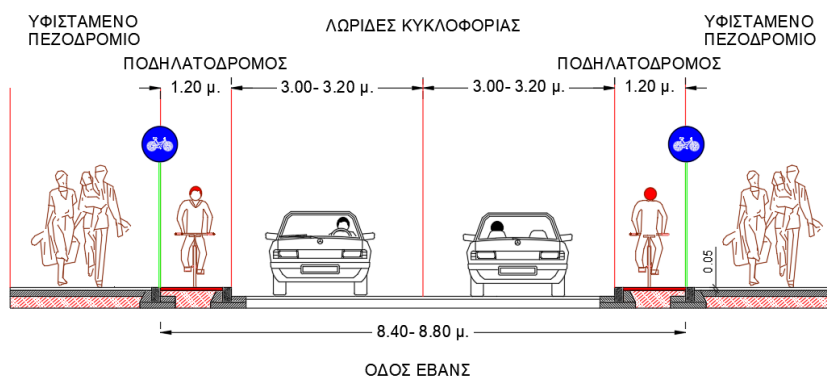 ΥΦΙΣΤΑΜΕΝΟ
ΠΕΖΟΔΡΟΜΙΟ
ΛΩΡΙΔΕΣ ΚΥΚΛΟΦΟΡΙΑΣ
ΥΦΙΣΤΑΜΕΝΟ
ΠΕΖΟΔΡΟΜΙΟ
ΠΟΔΗΛΑΤΟΔΡΟΜΟΣ
ΠΟΔΗΛΑΤΟΔΡΟΜΟΣ
1.20 μ.
3.00- 3.20 μ.
3.00- 3.20 μ.
1.20 μ.
0.05
8.40- 8.80 μ.
ΟΔΟΣ ΕΒΑΝΣ